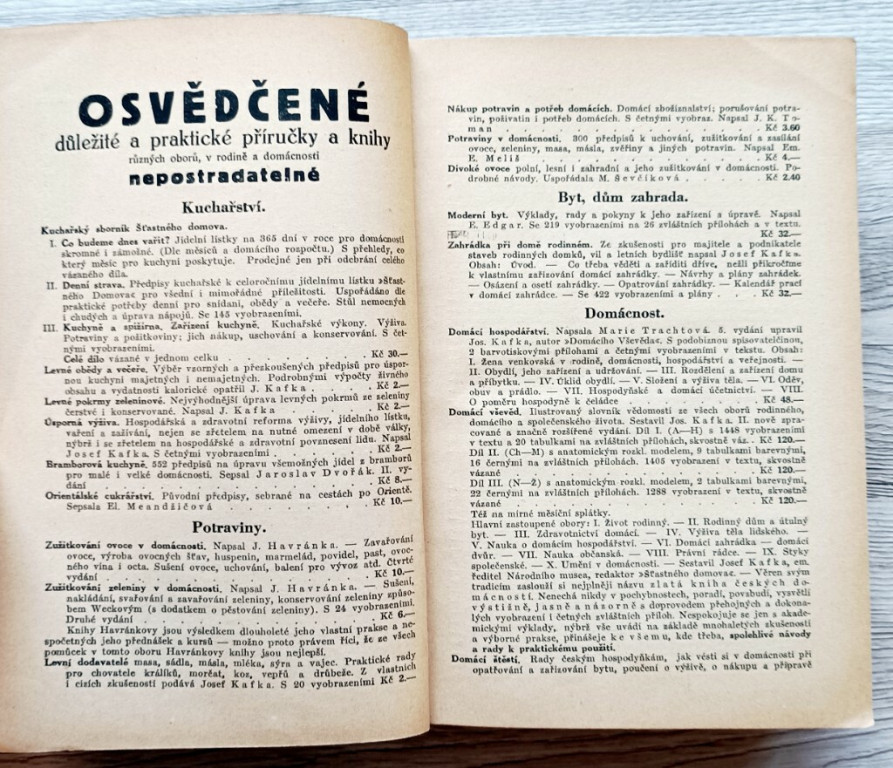 OSVĚDČENÉ
důležité a praktické příručky a knihy
různých oborů, v rodině a domácnosti
nepostradatelné
Kuchařství.
Kuchařský sborník Šťastného domova.
I. Co budeme dnes vařit? Jídelní lístky na 365 dní v roce pro domácnosti
skromné i zámožné. (Dle měsíců a domácího rozpočtu.) S přehledy, co
který měsíc pro kuchyni poskytuje. Prodejné jen při odebrání celého
vázaného díla.
II. Denní strava. Předpisy kuchařské k celoročnímu jídelnímu lístku »Šťast-
ného Domova« pro všední i mimořádné příležitosti. Uspořádáno dle
praktické potřeby denní pro snídaní, obědy a večeře. Stůl nemocných
i chudých a úprava nápojů. Se 145 vyobrazeními.
III. Kuchyně a spižírna. Zařízení kuchyně. Kuchařské výkony. Výživa.
Potraviny a pošitkoviny; jich nákup, uschování a konservování. S čet-
nými vyobrazeními.
Celé dílo vázané v jednom celku . . . . . . . . . . Kč 30.—
Levné obědy a večeře. Výběr vzorných a přezkoušených předpisů pro úspor-
nou kuchyni majetných i nemajetných. Podrobnými výpočty živného
obsahu a vydatnosti kalorické opatřil J. Kafka . . . . . . Kč 2.—
Levné pokrmy zeleninové. Nejvýhodnější úprava levných pokrmů ze zeleniny
čerstvé i konservované. Napsal J. Kafka . . . . . . . Kč 2.—
Úsporná výživa. Hospodářská a zdravotní reforma výživy, jídelního lístku,
vaření a zažívání, nejen se zřetelem na nutné omezení v době války,
nýbrž i se zřetelem na hospodářské a zdravotní povznesení lidu. Napsal
Josef Kafka. S četnými vyobrazeními . . . . . . . . . Kč 2.—
Bramborová kuchyně. 552 předpisů na úpravu všemožných jídel z bramborů
pro malé i velké domácnosti. Sepsal Jaroslav Dvořák. II. vy-
dání . . . . . . . . . . . . . . . . . Kč 8.—
Orientálské cukrářství. Původní předpisy, sebrané na cestách po Orientě.
Sepsala El. Meandžičová . . . . . . . . . . . Kč 10.—
Potraviny.
Zužitkování ovoce v domácnosti. Napsal J. Havránka. — Zavařování
ovoce, výroba ovocných šťav, huspenin, marmelád, povidel, past, ovoc-
ného vína i octa. Sušení ovoce, uchování, balení pro vývoz atd. Čtvrté
vydání . . . . . . . . . . . . . . . . Kč 10.—
Zužitkování zeleniny v domácnosti. Napsal J. Havránka. — Sušení,
nakládání, svařování a zavařování zeleniny, konservování zeleniny způso-
bem Weckovým (s dodatkem o pěstování zeleniny). S 24 vyobrazeními.
Druhé vydání . . . . . . . . . . . . . . . Kč 6.—
Knihy Havránkovy jsou výsledkem dlouholeté jeho vlastní prakse a ne-
spočetných jeho přednášek a kursů — možno proto právem říci, že se všech
pomůcek v tomto oboru Havránkovy knihy jsou nejlepší.
Levní dodavatelé masa, sádla, másla, mléka, sýra a vajec. Praktické rady
pro chovatele králíků, morčat, koz, vepřů a drůbeže. Z vlastních
i cizích zkušeností podává Josef Kafka. S 20 vyobrazeními Kč 2.—
Nákup potravin a potřeb domácích. Domácí zbožíznalství; porušování potra-
vin, poživatin i potřeb domácích. S četnými vyobraz. Napsal J. K. To-
man . . . . . . . . . . . . . . . . . Kč 3.60
Potraviny v domácnosti. 300 předpisů k uchování, zužitkování a zasílání
ovoce, zeleniny, masa, másla, zvěřiny a jiných potravin. Napsal Em.
E. Meliš . . . . . . . . . . . . . . . . Kč 4.—
Divoké ovoce polní, lesní i zahradní a jeho zužitkování v domácnosti. Po-
drobné návody. Uspořádala M. Ševčíková . . . . . . . Kč 2.40
Byt, dům zahrada.
Moderní byt. Výklady, rady a pokyny k jeho zařízení s úpravě. Napsal
E. Edgar. Se 219 vyobrazeními na 26 zvláštních přílohách a v textu.
. . . . . . . . . . . . . . . . Kč 32.—
Zahrádka při domě rodinném. Ze zkušeností pro majitele a podnikatele
staveb rodinných domků, vil a letních bydlišť napsal Josef Kafka.
Obsah: Úvod. — Co třeba věděti a zaříditi dříve, nežli přikročíme
k vlastnímu zařizování domácí zahrádky. — Návrhy a plány zahrádek.
— Osázení a osetí zahrádky. — Opatrování zahrádky. — Kalendář prací
v domácí zahrádce. — Se 422 vyobrazeními a plány . . . . . Kč 32.—
Domácnost.
Domácí hospodářství. Napsala Marie Trachtová. 5. vydání upravil
Jos. Kafka, autor »Domácího Vševěda«. S podobiznou spisovatelčinou,
2 barvotiskovými přílohami a četnými vyobrazeními v textu. Obsah:
I. Žena venkovská v rodině, domácnosti, hospodářství a veřejnosti. —
II. Obydlí, jeho zařízení a udržování. — III. Rozdělení a zařízení domu
a příbytku. — IV. Úklid obydlí. — V. Složení a výživa těla. — VI. Oděv,
obuv a prádlo. — VII. Hospodyňské a domácí účetnictví. — VIII.
O poměru hospodyně k čeládce . . . . . . . . . . . Kč 48.—
Domácí vševěd. Ilustrovaný slovník vědomostí ze všech oborů rodinného,
domácího a společenského života. Sestavil Jos. Kafka. II. nově zpra-
cované a značně rozšířené vydání. Díl I. (A—H) s 1448 vyobrazeními
v textu a 20 tabulkami na zvláštních přílohách, skvostně váz. . Kč 120.—
Díl II. (Ch—M) s anatomickým rozkl. modelem, 9 tabulkami barevnými,
16 černými na zvláštních přílohách. 1405 vyobrazení v textu, skvostně
vázané . . . . . . . . . . . . . . . . . Kč 120.—
Díl III. (N—Ž) s anatomickým rozkl. modelem, 2 tabulkami barevnými,
22 černými na zvláštních přílohách. 1288 vyobrazení v textu, skvostně
vázané . . . . . . . . . . . . . . . . . Kč 120.—
Též na mírné měsíční splátky.
Hlavní zastoupené obory: I. Život rodinný. — II. Rodinný dům a útulný
byt. — III. Zdravotnictví domácí. — IV. Výživa těla lidského. —
V. Nauka o domácím hospodářství. — VI. Domácí zahrádka — domácí
dvůr. — VII. Nauka občanská. — VIII. Právní rádce. — IX. Styky
společenské. — X. Umění v domácnosti. — Sestavil Josef Kafka, em.
ředitel Národního musea, redaktor »Šťastného domova«. — Věren svým
tradicím zaslouží si nejplněji názvu zlatá kniha českých do-
mácností. Nenechá nikdy v pochybnostech, poradí, povzbudí, vysvětlí
výstižně, jasně a názorně s doprovodem přehojných a dokona-
lých vyobrazení i četných zvláštních příloh. Nespokojuje se jen s akade-
mickými výklady, nýbrž vše uvádí na základě mnohaletých zkušeností
a výborné prakse, přinášeje ke všemu, kde třeba, spolehlivé návody
a rady k praktickému použití.
Domácí štěstí. Rady českým hospodyňkám, jak vésti si v domácnosti při
opatřování a zařizování bytu, poučení o výživě, o nákupu a přípravě